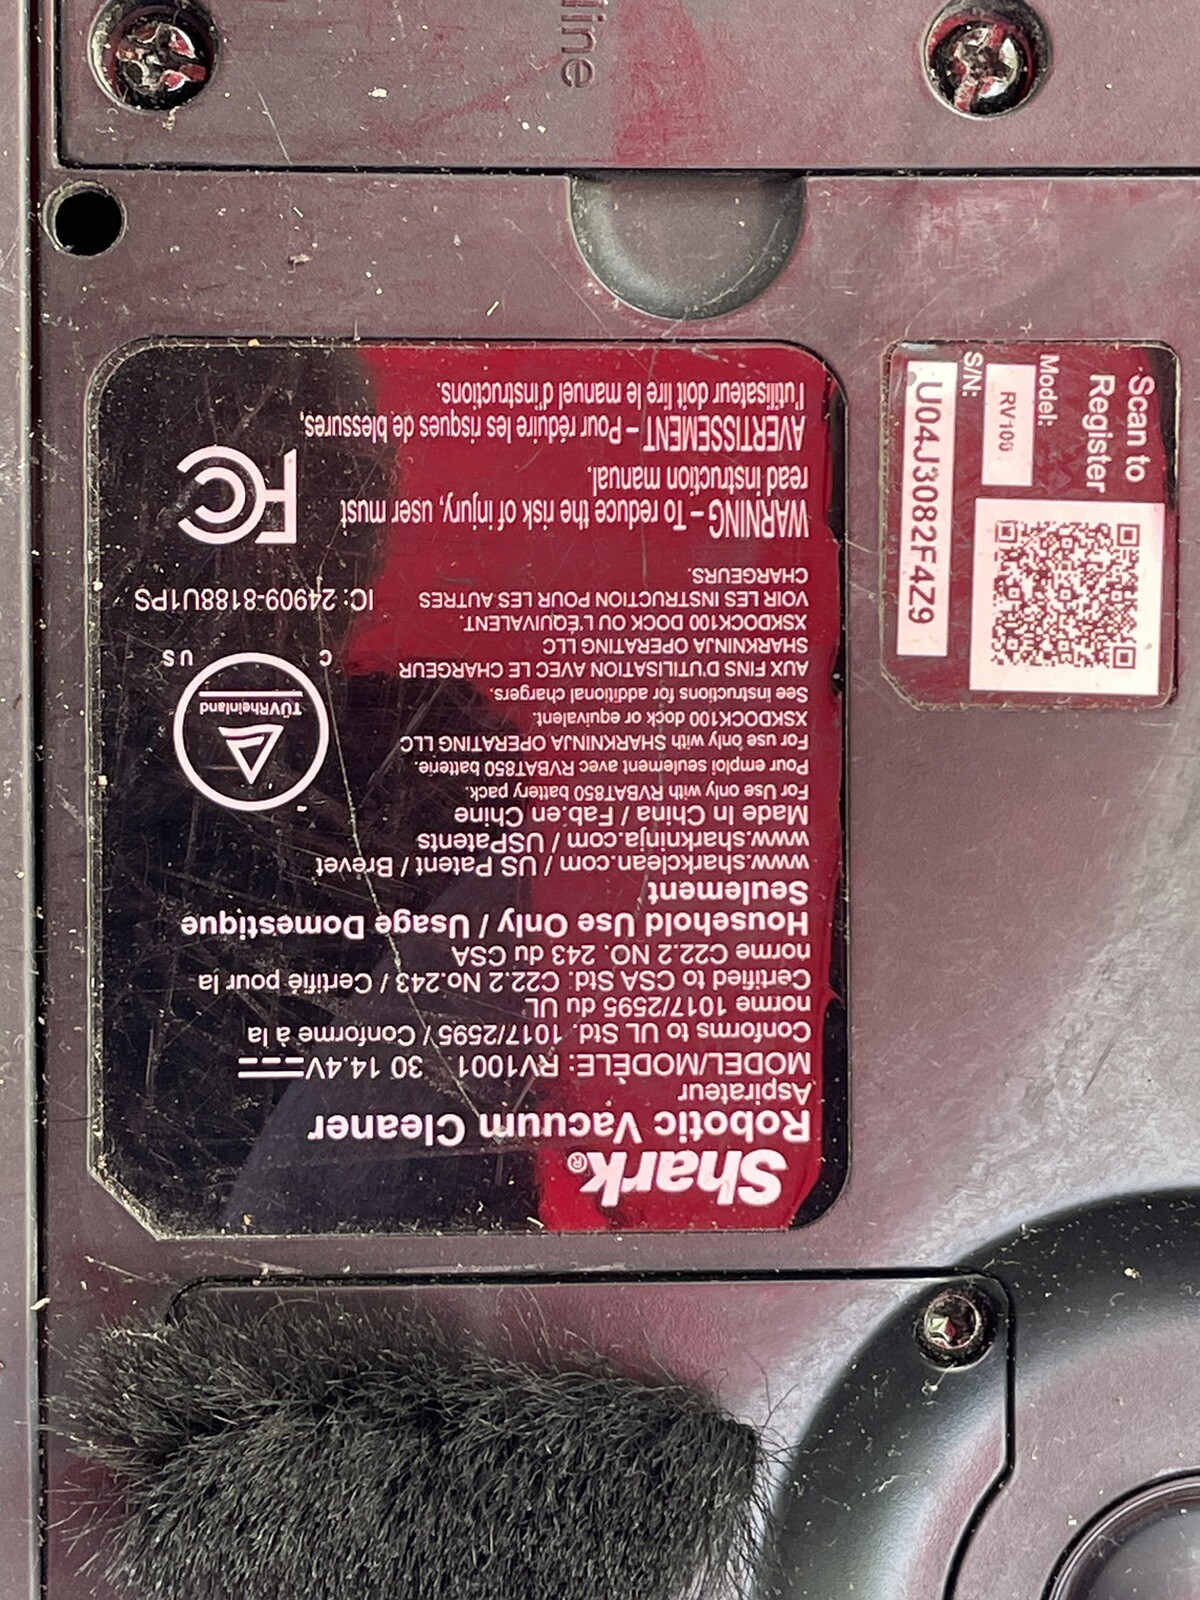 Shark®
Robotic Vacuum Cleaner
Aspirateur
MODEL/MODÈLE: RV1001 30 14.4V
Conforms to UL Std. 1017/2595 / Conforme à la
norme 1017/2595 du UL
Certified to CSA Std. C22.2 No.243 / Certifié pour la
norme C22.2 NO. 243 du CSA
Household Use Only / Usage Domestique
Seulement
www.sharkclean.com / US Patent / Brevet
www.sharkninja.com / USPatents
Made In China / Fab.en Chine
For Use only with RVBAT850 battery pack.
Pour emploi seulement avec RVBAT850 batterie.
For use only with SHARKNINJA OPERATING LLC
XSKDOCK100 dock or equivalent.
See instructions for additional chargers.
AUX FINS D'UTILISATION AVEC LE CHARGEUR
SHARKNINJA OPERATING LLC
XSKDOCK100 DOCK OU L'ÉQUIVALENT.
VOIR LES INSTRUCTION POUR LES AUTRES
CHARGEURS.
TÜVRheinland
C US
IC: 24909-8188U1PS
WARNING – To reduce the risk of injury, user must
read instruction manual.
AVERTISSEMENT – Pour réduire les risques de blessures,
l'utilisateur doit lire le manuel d'instructions.
FC
Scan to
Register
Model:
S/N:
U04J3082F4Z9